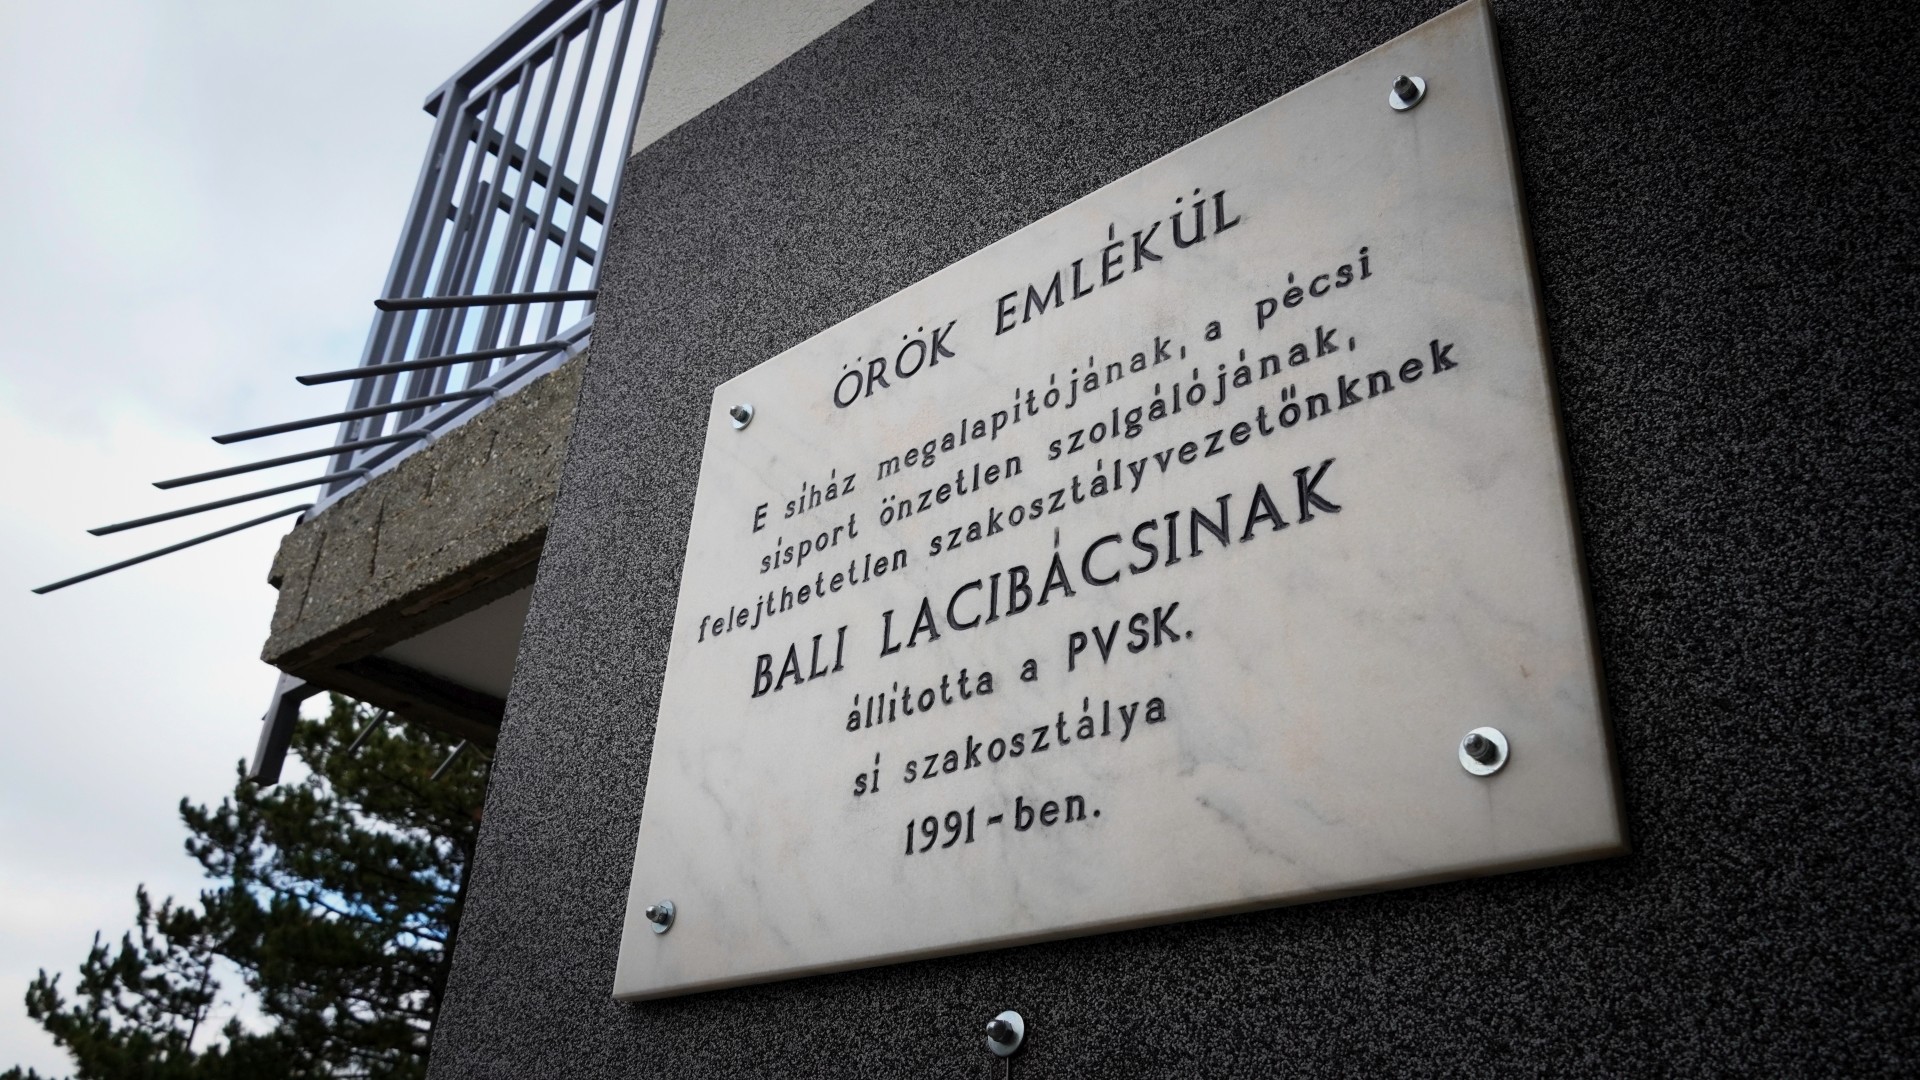 ÖRÖK EMLÉKÜL
E síház megalapítójának, a pécsi
sísport önzetlen szolgálójának,
felejthetetlen szakosztályvezetőnknek
BALI LACIBÁCSINAK
állította a PVSK.
sí szakosztálya
1991-ben.